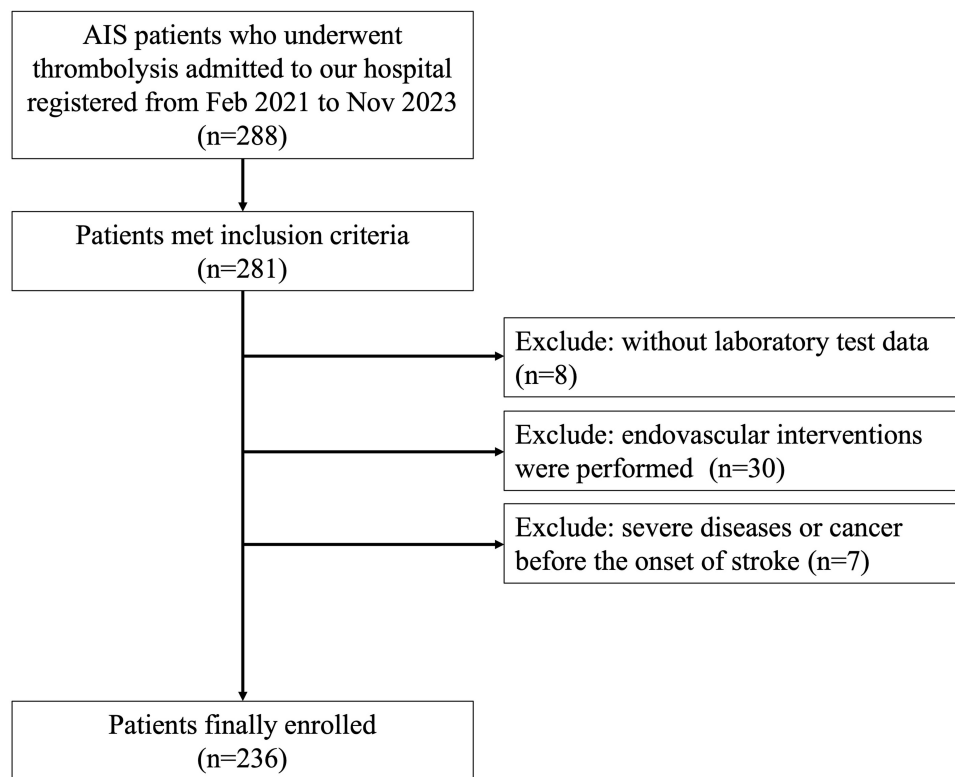 AIS patients who underwent
thrombolysis admitted to our hospital
registered from Feb 2021 to Nov 2023
(n=288)
Patients met inclusion criteria
(n=281)
Exclude: without laboratory test data
(n=8)
Exclude: endovascular interventions
were performed  (n=30)
Exclude: severe diseases or cancer
before the onset of stroke (n=7)
Patients finally enrolled
(n=236)